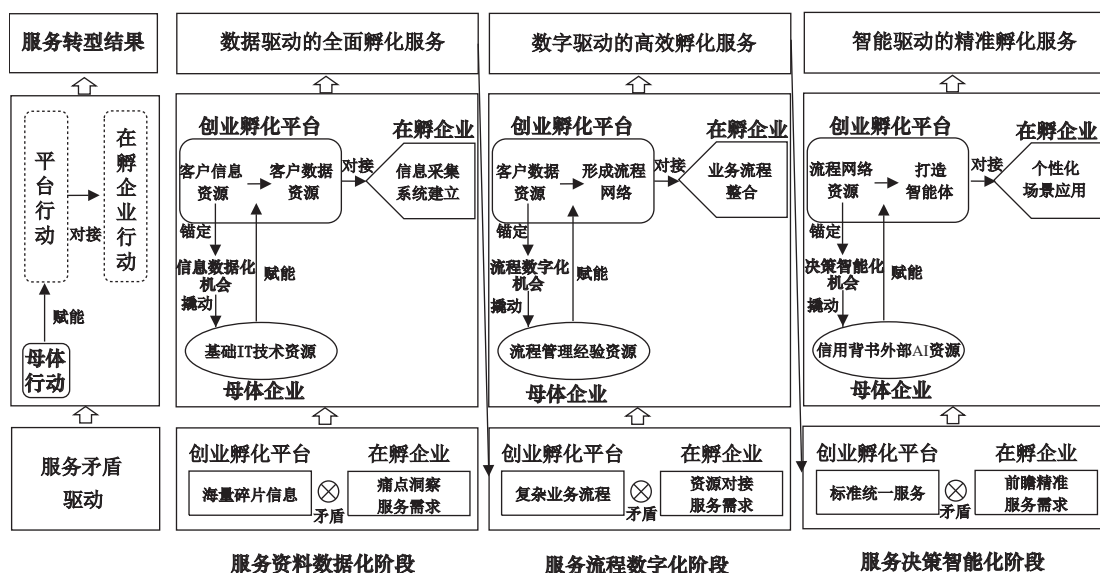 服务转型结果
数据驱动的全面孵化服务
数字驱动的高效孵化服务
智能驱动的精准孵化服务
平台行动
对接
在孵企业行动
赋能
母体
行动
创业孵化平台
在孵企业
客户信息
资源
客户数据
资源
对接
信息采集
系统建立
锚定
信息数据化
机会
撬动
赋能
基础IT技术资源
母体企业
创业孵化平台
在孵企业
客户数据
资源
形成流程
网络
对接
业务流程
整合
锚定
流程数字化
机会
撬动
赋能
流程管理经验资源
母体企业
创业孵化平台
在孵企业
流程网络
资源
打造
智能体
对接
个性化
场景应用
锚定
决策智能化
机会
撬动
赋能
信用背书外部AI资源
母体企业
服务矛盾
驱动
创业孵化平台
在孵企业
海量碎片信息
矛盾
痛点洞察
服务需求
创业孵化平台
在孵企业
复杂业务流程
矛盾
资源对接
服务需求
创业孵化平台
在孵企业
标准统一服务
矛盾
前瞻精准
服务需求
服务资料数据化阶段
服务流程数字化阶段
服务决策智能化阶段